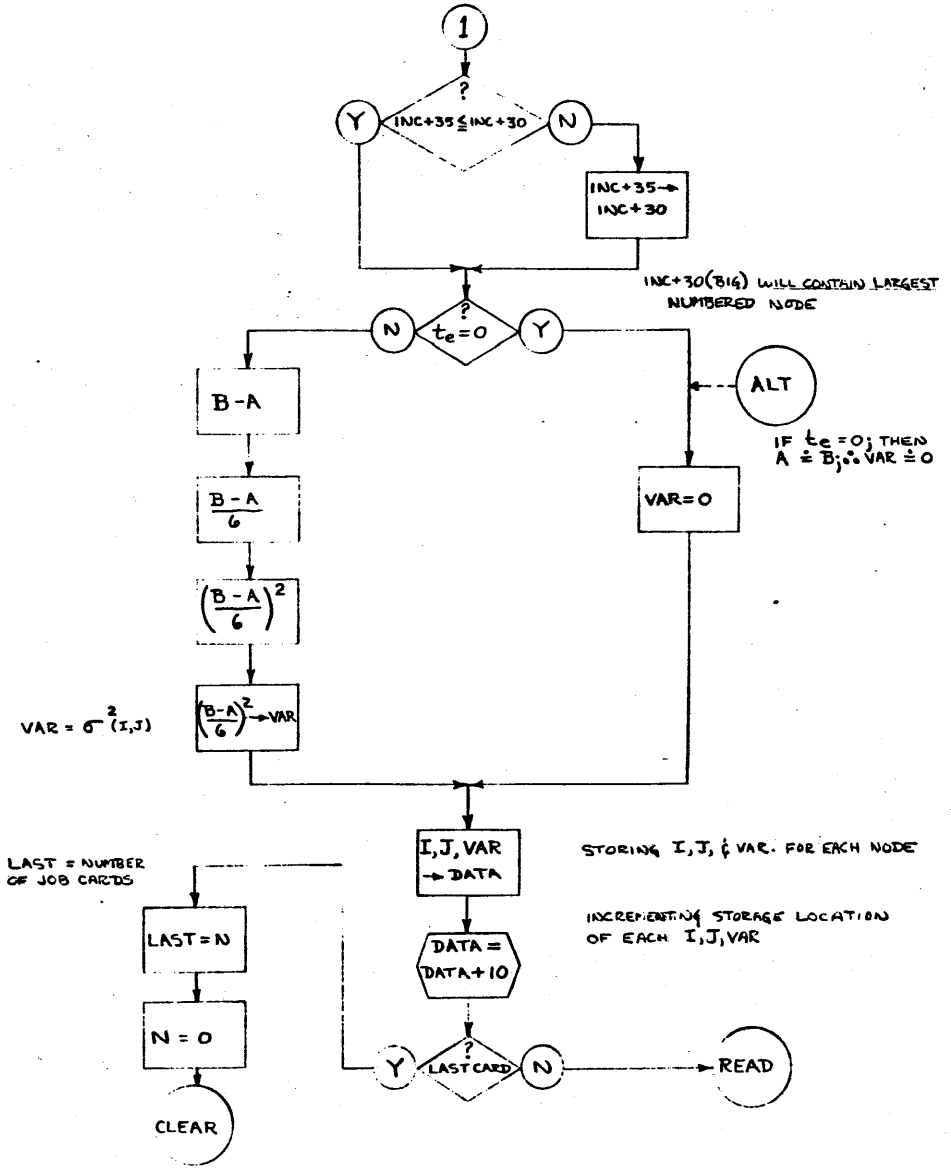 1
?
Y
INC+35 ≦ INC+30
N
INC+35→
INC+30
INC+30(BIG) WILL CONTAIN LARGEST
NUMBERED NODE
?
N
te=0
Y
ALT
IF te=0; THEN
A ≐ B; ∴ VAR ≐ 0
B-A
B-A
6
VAR=0
(B-A/6)²
VAR = σ²(I,J)
(B-A/6)²→VAR
I,J,VAR
→ DATA
STORING I,J, & VAR. FOR EACH NODE
LAST = NUMBER
OF JOB CARDS
LAST=N
INCREMENTING STORAGE LOCATION
OF EACH I,J,VAR
DATA =
DATA+10
N = 0
?
Y
LAST CARD
N
READ
CLEAR